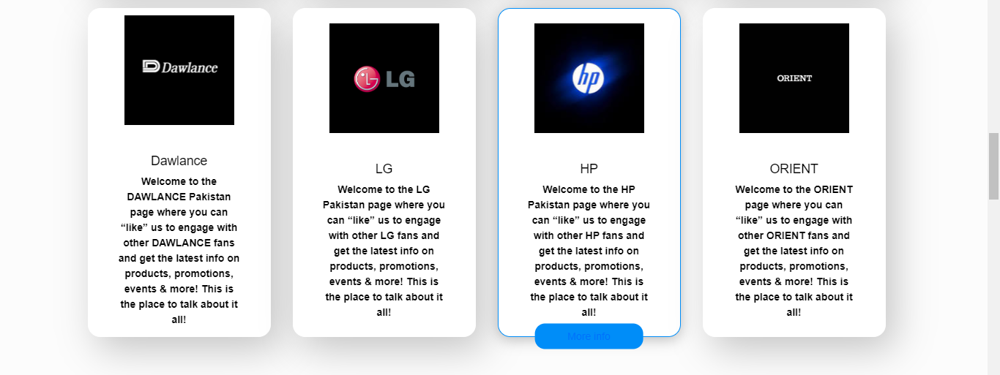 Dawlance
LG
hp
ORIENT
Dawlance
Welcome to the
DAWLANCE Pakistan
page where you can
“like” us to engage with
other DAWLANCE fans
and get the latest info on
products, promotions,
events & more! This is
the place to talk about it
all!
LG
Welcome to the LG
Pakistan page where you
can “like” us to engage
with other LG fans and
get the latest info on
products, promotions,
events & more! This is
the place to talk about it
all!
HP
Welcome to the HP
Pakistan page where you
can “like” us to engage
with other HP fans and
get the latest info on
products, promotions,
events & more! This is
the place to talk about it
all!
More info
ORIENT
Welcome to the ORIENT
page where you can
“like” us to engage with
other ORIENT fans and
get the latest info on
products, promotions,
events & more! This is
the place to talk about it
all!